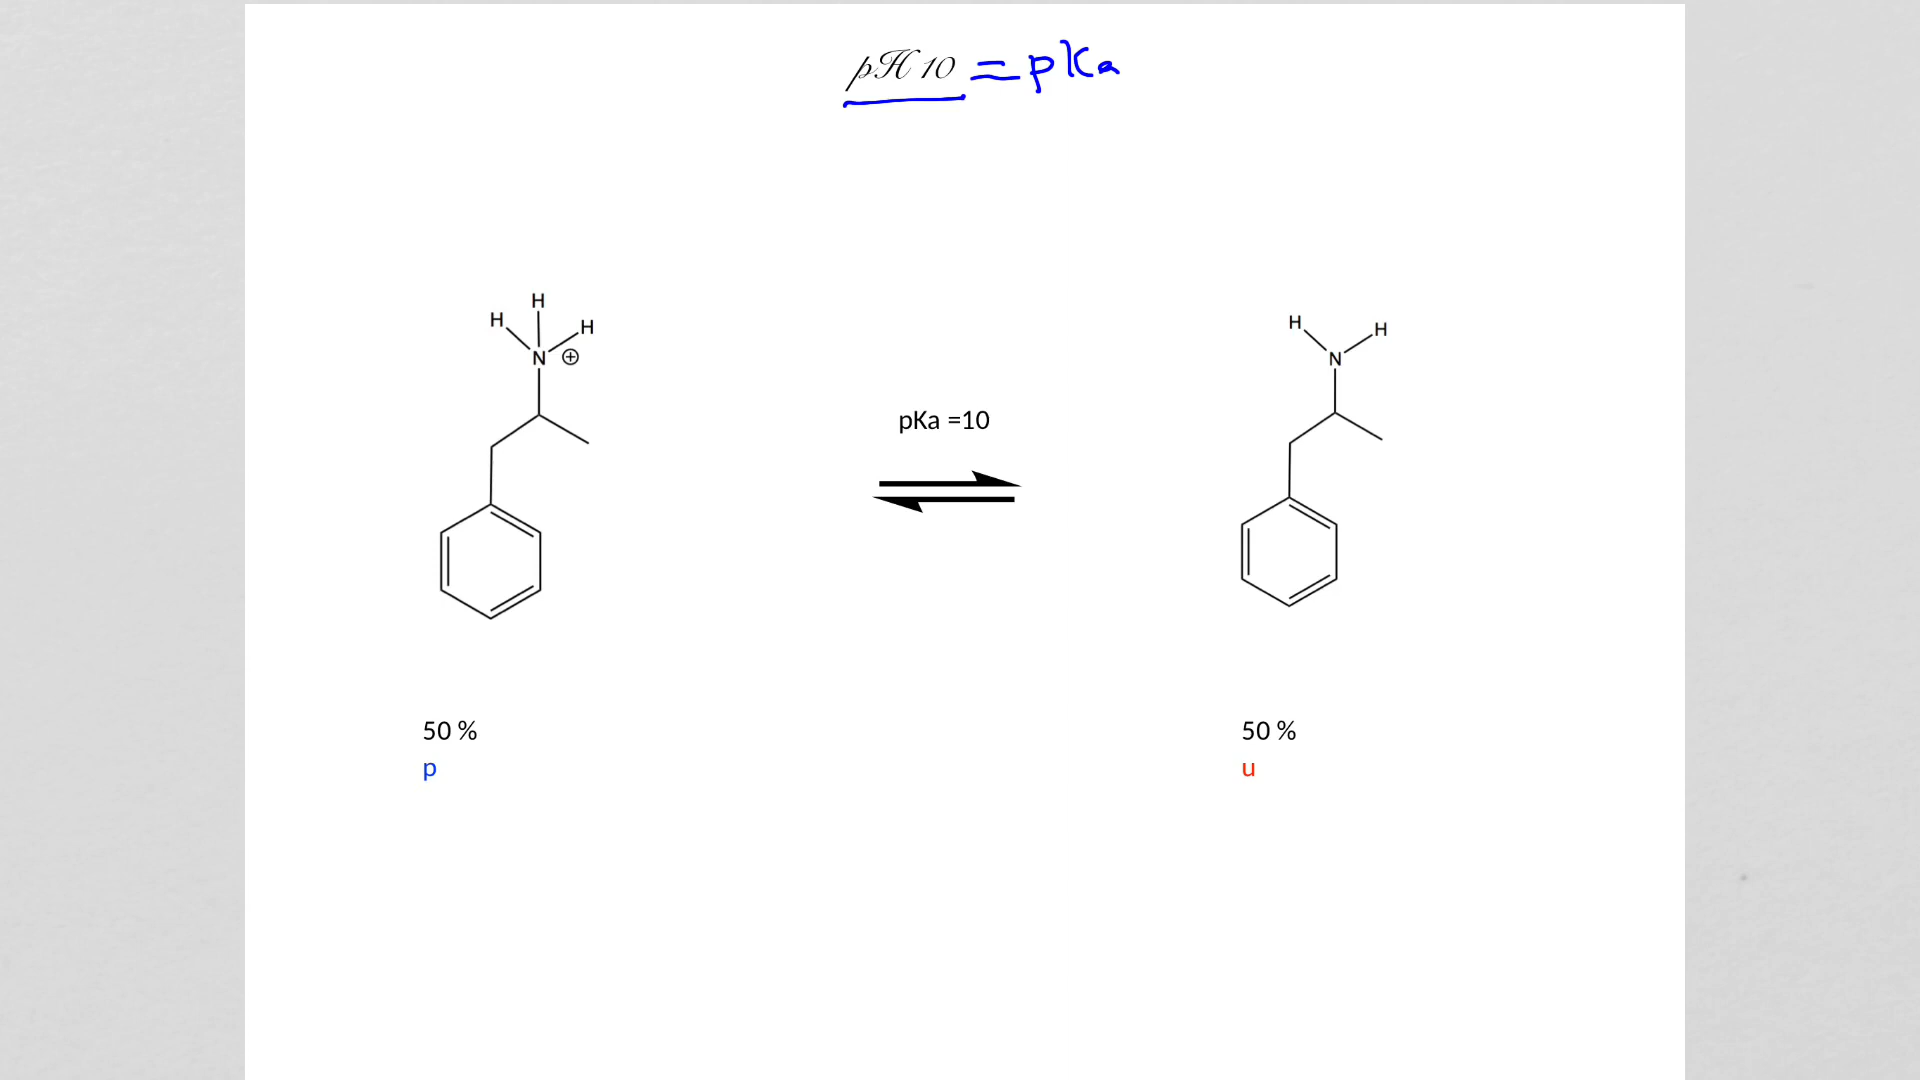 pH 10 = pKa
H
H H
N ⊕
H H
N
pKa =10
50 %
p
50 %
u